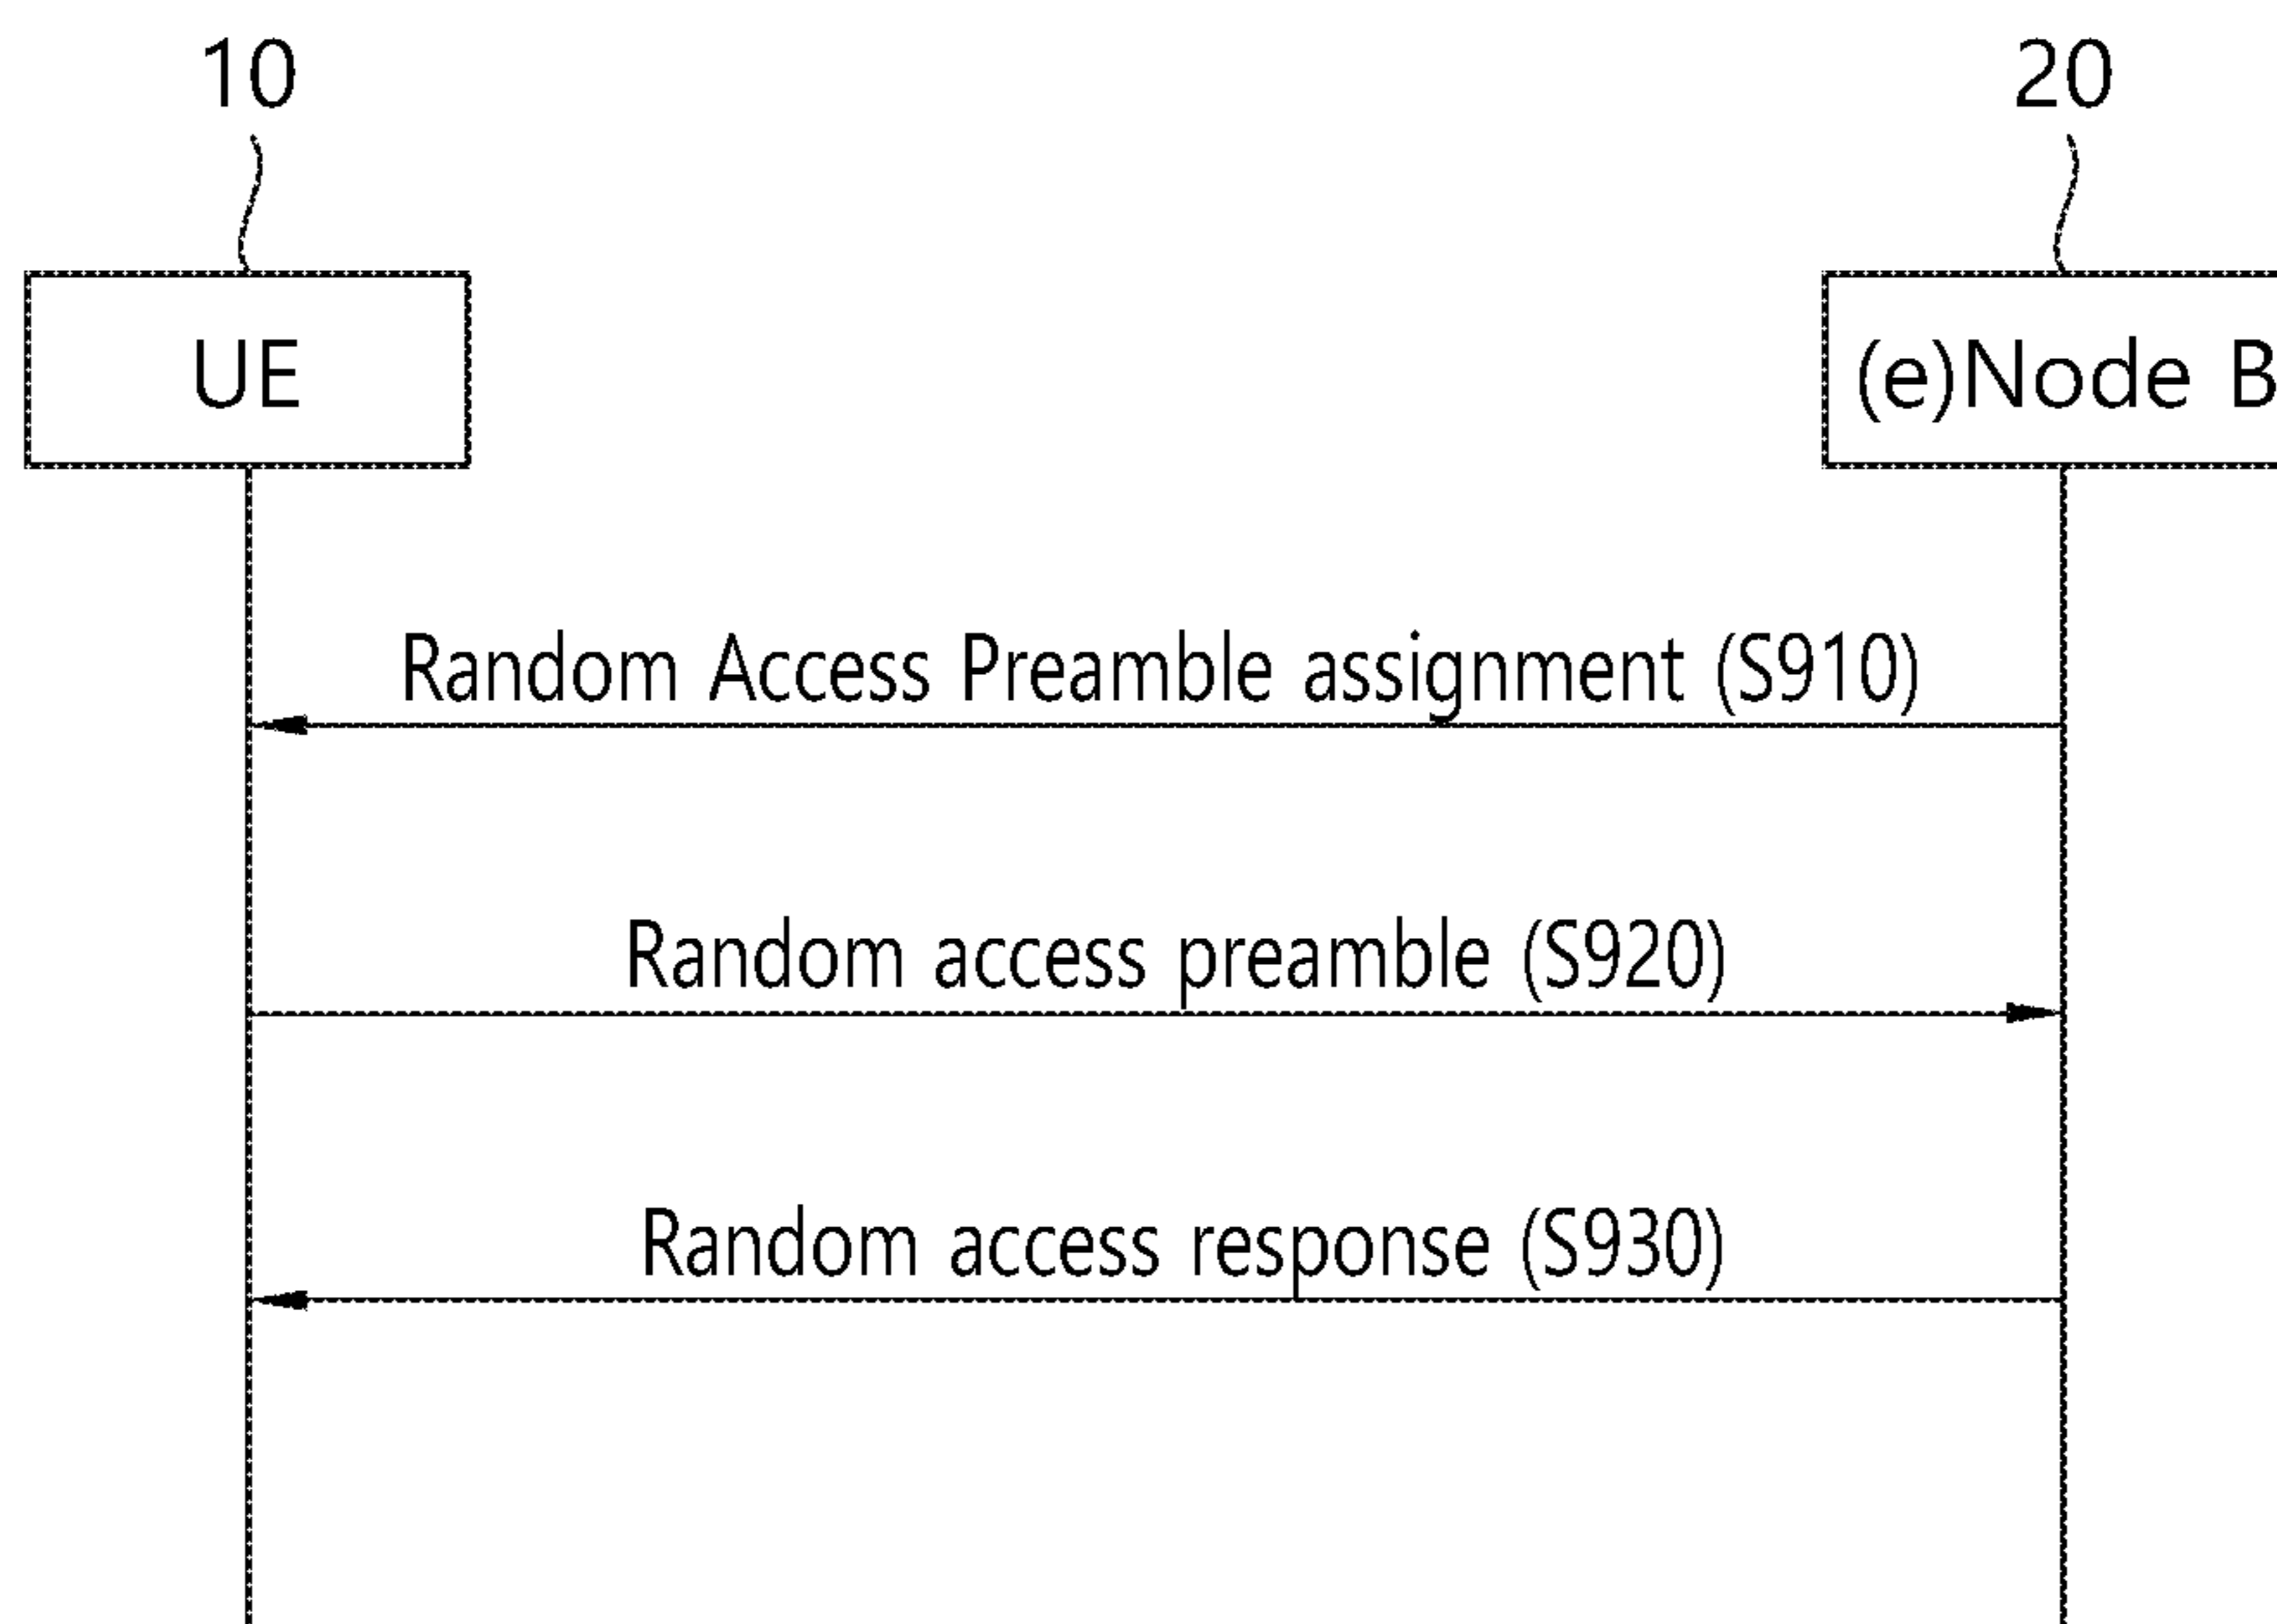 10
20
UE
(e)Node B
Random Access Preamble assignment (S910)
Random access preamble (S920)
Random access response (S930)